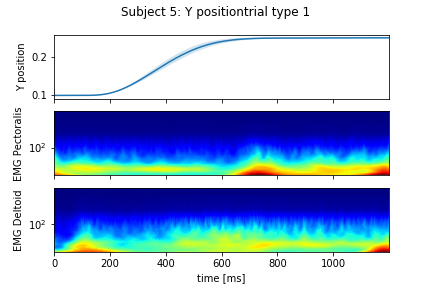 Subject 5: Y positiontrial type 1
Y position
0.2
0.1
EMG Pectoralis
10²
EMG Deltoid
10²
0 200 400 600 800 1000
time [ms]